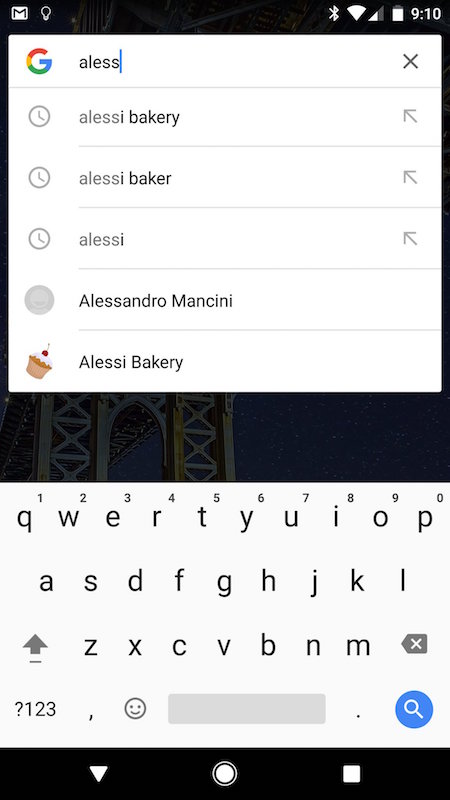 9:10
aless
alessi bakery
alessi baker
alessi
Alessandro Mancini
Alessi Bakery
1 2 3 4 5 6 7 8 9 0
q w e r t y u i o p
a s d f g h j k l
z x c v b n m
?123 , .